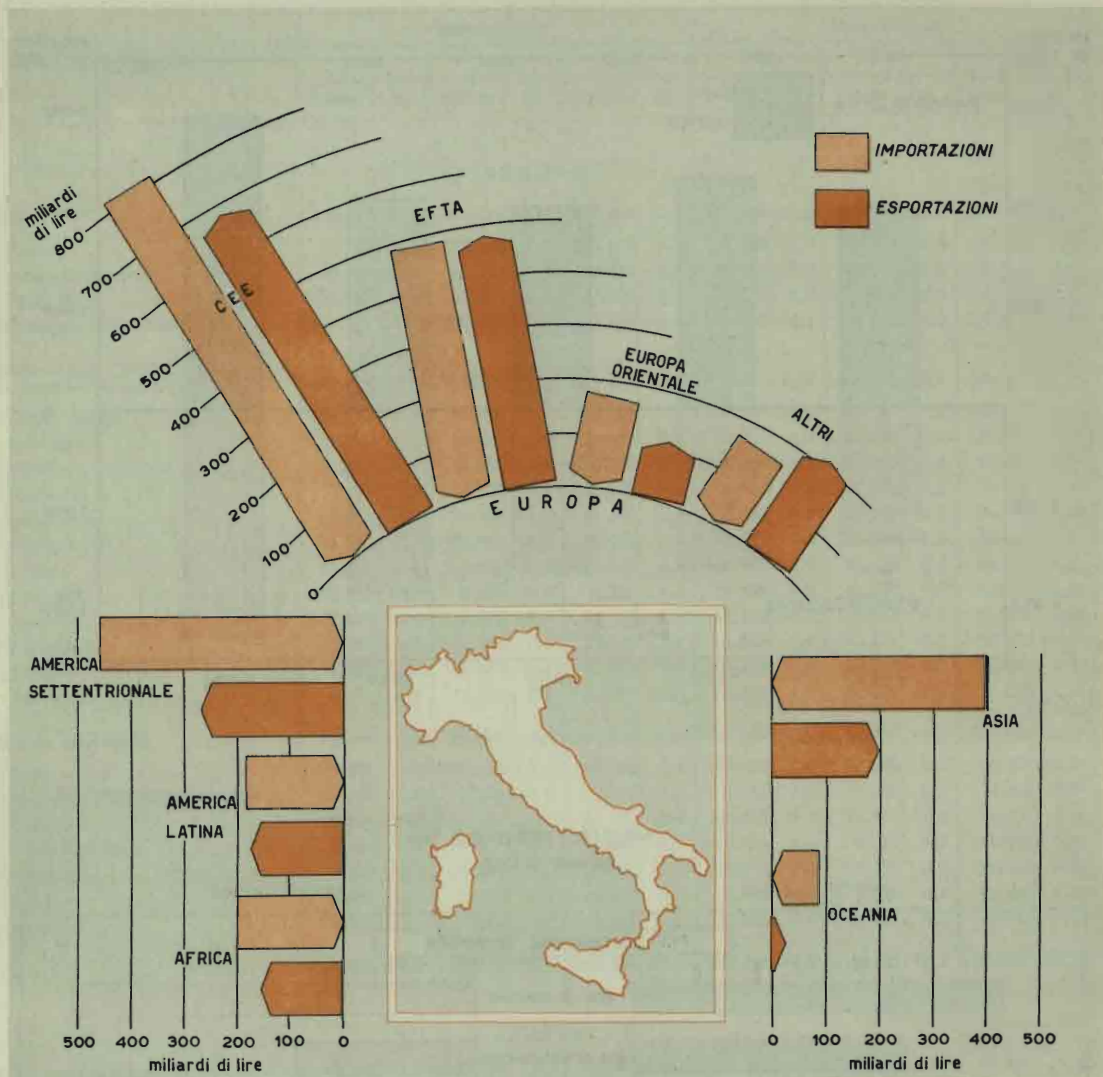 IMPORTAZIONI
ESPORTAZIONI
miliardi
di lire
800
700
600
500
400
300
200
100
0
CEE
EFTA
EUROPA
ORIENTALE
ALTRI
EUROPA
AMERICA
SETTENTRIONALE
AMERICA
LATINA
AFRICA
500 400 300 200 100 0
miliardi di lire
ASIA
OCEANIA
0 100 200 300 400 500
miliardi di lire